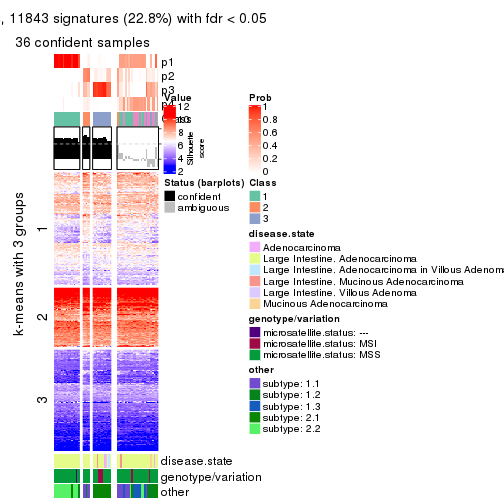 , 11843 signatures (22.8%) with fdr < 0.05
36 confident samples
p1
p2
p3
p4
Class
Value
12
10
8
6
4
2
Silhouette
score
Prob
1
0.8
0.6
0.4
0.2
0
Status (barplots)
confident
ambiguous
Class
1
2
3
disease.state
Adenocarcinoma
Large Intestine. Adenocarcinoma
Large Intestine. Adenocarcinoma in Villous Adenom
Large Intestine. Mucinous Adenocarcinoma
Large Intestine. Villous Adenoma
Mucinous Adenocarcinoma
genotype/variation
microsatellite.status: ---
microsatellite.status: MSI
microsatellite.status: MSS
other
subtype: 1.1
subtype: 1.2
subtype: 1.3
subtype: 2.1
subtype: 2.2
k-means with 3 groups
1
2
3
disease.state
genotype/variation
other